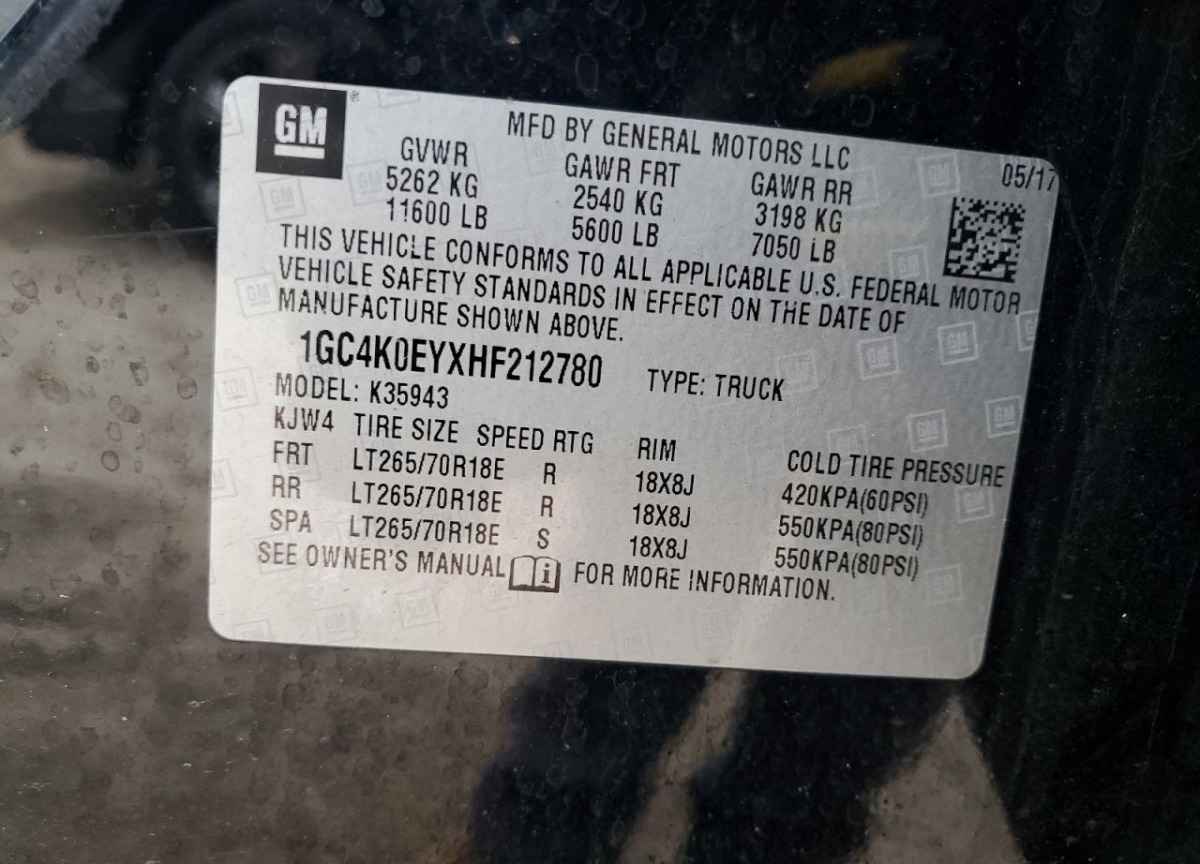 GM ®
MFD BY GENERAL MOTORS LLC
05/17
GVWR GAWR FRT GAWR RR
5262 KG 2540 KG 3198 KG
11600 LB 5600 LB 7050 LB
THIS VEHICLE CONFORMS TO ALL APPLICABLE U.S. FEDERAL MOTOR
VEHICLE SAFETY STANDARDS IN EFFECT ON THE DATE OF
MANUFACTURE SHOWN ABOVE.
1GC4K0EYXHF212780 TYPE: TRUCK
MODEL: K35943
KJW4 TIRE SIZE SPEED RTG RIM COLD TIRE PRESSURE
FRT LT265/70R18E R 18X8J 420KPA(60PSI)
RR LT265/70R18E R 18X8J 550KPA(80PSI)
SPA LT265/70R18E S 18X8J 550KPA(80PSI)
SEE OWNER'S MANUAL i FOR MORE INFORMATION.